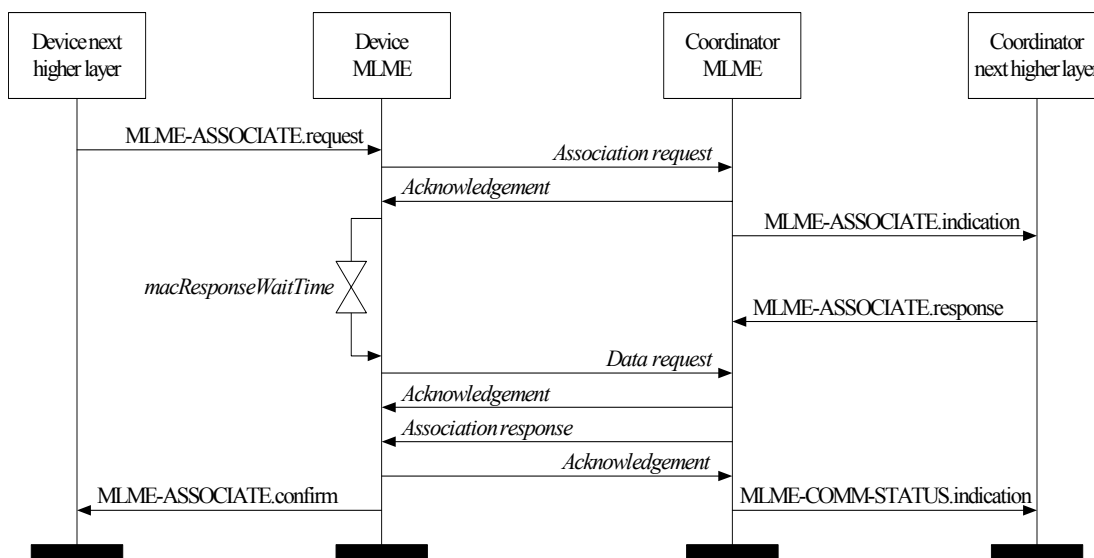 Device next
higher layer
Device
MLME
Coordinator
MLME
Coordinator
next higher layer
MLME-ASSOCIATE.request
Association request
Acknowledgement
MLME-ASSOCIATE.indication
macResponseWaitTime
MLME-ASSOCIATE.response
Data request
Acknowledgement
Association response
Acknowledgement
MLME-ASSOCIATE.confirm
MLME-COMM-STATUS.indication